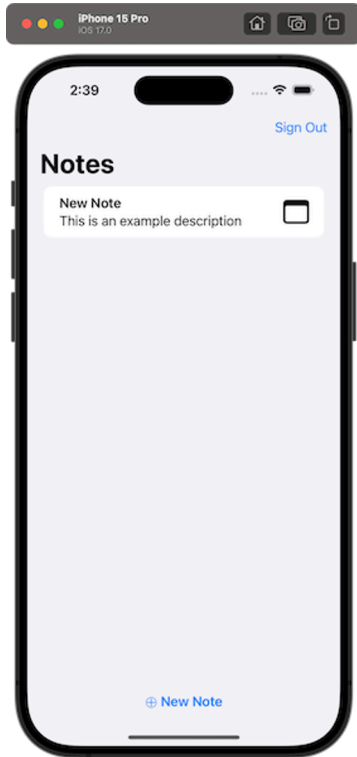 iPhone 15 Pro
iOS 17.0
2:39
Sign Out
Notes
New Note
This is an example description
New Note